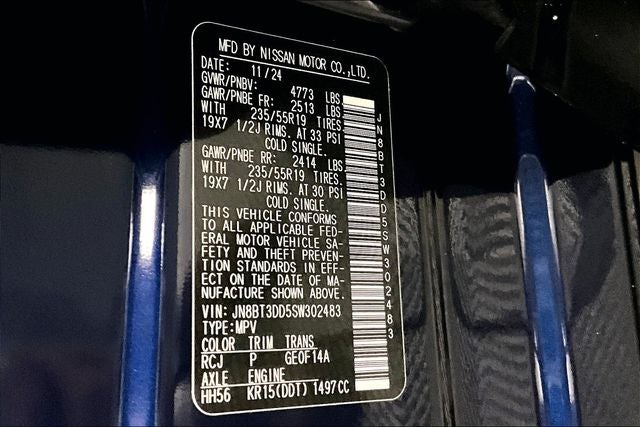 MFD BY NISSAN MOTOR CO.,LTD.
DATE: 11/24
GVWR/PNBV: 4773 LBS
GAWR/PNBE FR: 2513 LBS
WITH 235/55R19 TIRES.
19X7 1/2J RIMS. AT 33 PSI
COLD SINGLE.
GAWR/PNBE RR: 2414 LBS
WITH 235/55R19 TIRES.
19X7 1/2J RIMS. AT 30 PSI
COLD SINGLE.
THIS VEHICLE CONFORMS
TO ALL APPLICABLE FED-
ERAL MOTOR VEHICLE SA-
FETY AND THEFT PREVEN-
TION STANDARDS IN EFF-
ECT ON THE DATE OF MA-
NUFACTURE SHOWN ABOVE.
VIN: JN8BT3DD5SW302483
TYPE:MPV
COLOR TRIM TRANS
RCJ P GE0F14A
AXLE ENGINE
HH56 KR15(DDT) 1497CC
JN8BT3DD5SW302483